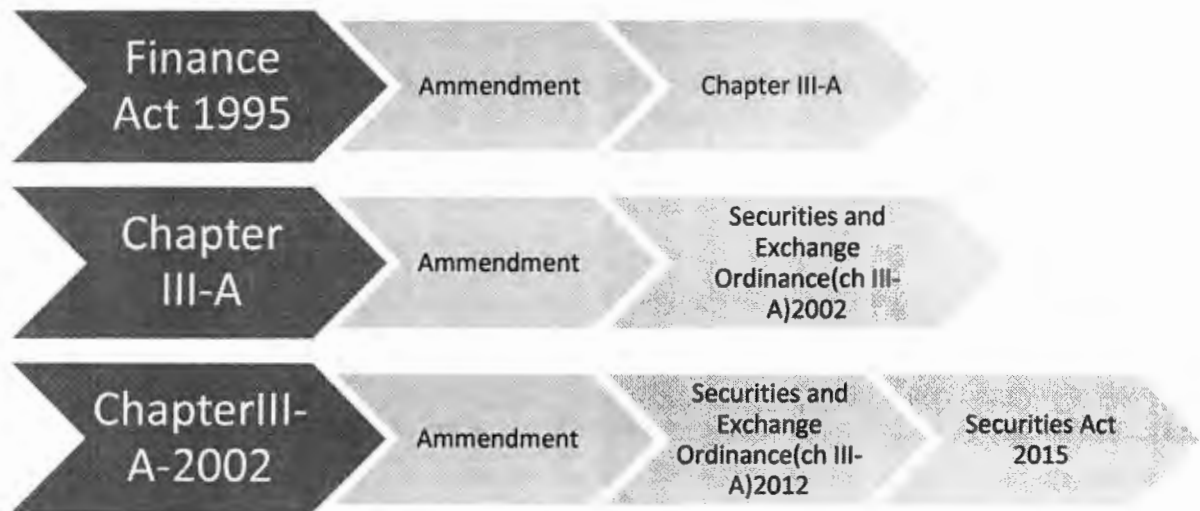 Finance
Act 1995
Ammendment
Chapter III-A
Chapter
III-A
Ammendment
Securities and
Exchange
Ordinance(ch III-
A)2002
ChapterIII-
A-2002
Ammendment
Securities and
Exchange
Ordinance(ch III-
A)2012
Securities Act
2015